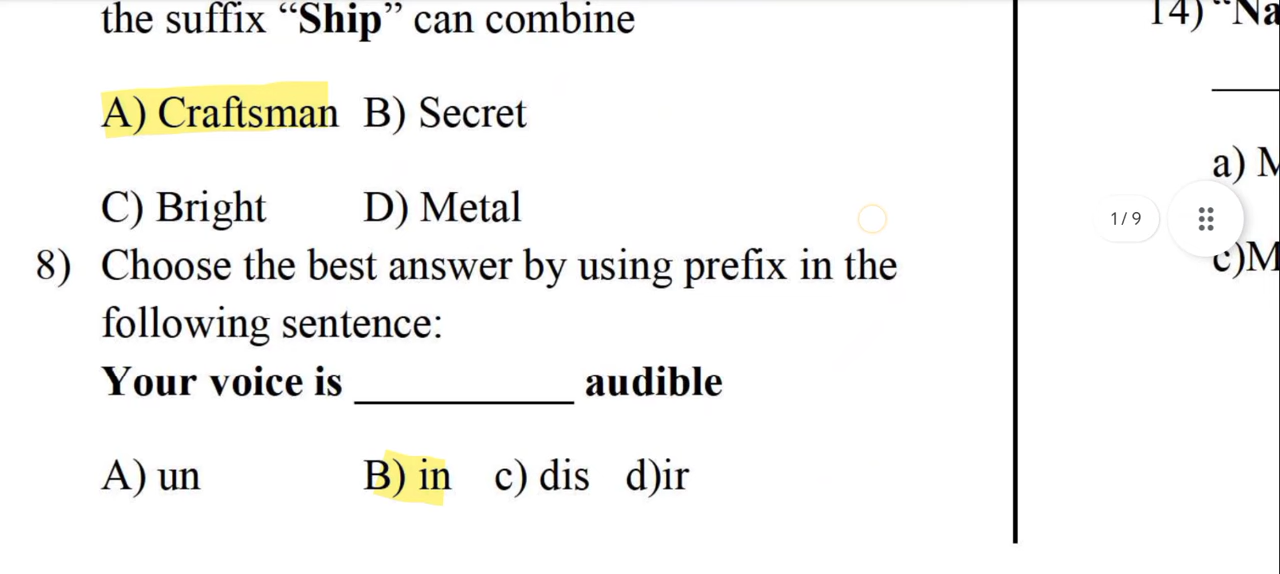 the suffix “Ship” can combine
A) Craftsman B) Secret
C) Bright D) Metal
8) Choose the best answer by using prefix in the
following sentence:
Your voice is __________ audible
A) un B) in c) dis d)ir
14) “Na
a) M
c)M
1/ 9